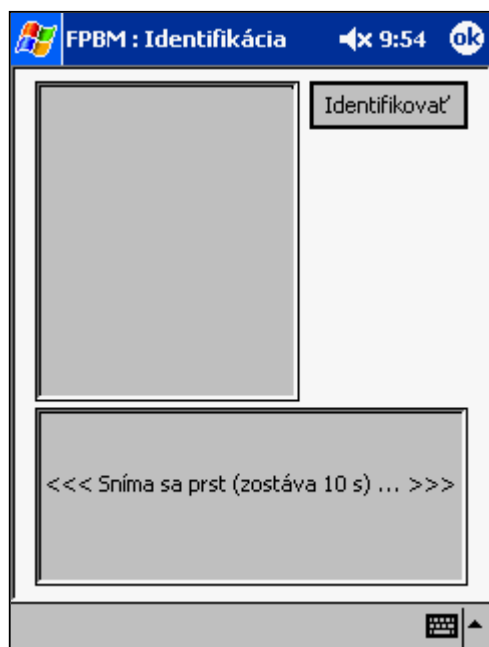 FPBM : Identifikácia 9:54 ok
Identifikovať
<<< Sníma sa prst (zostáva 10 s) ... >>>